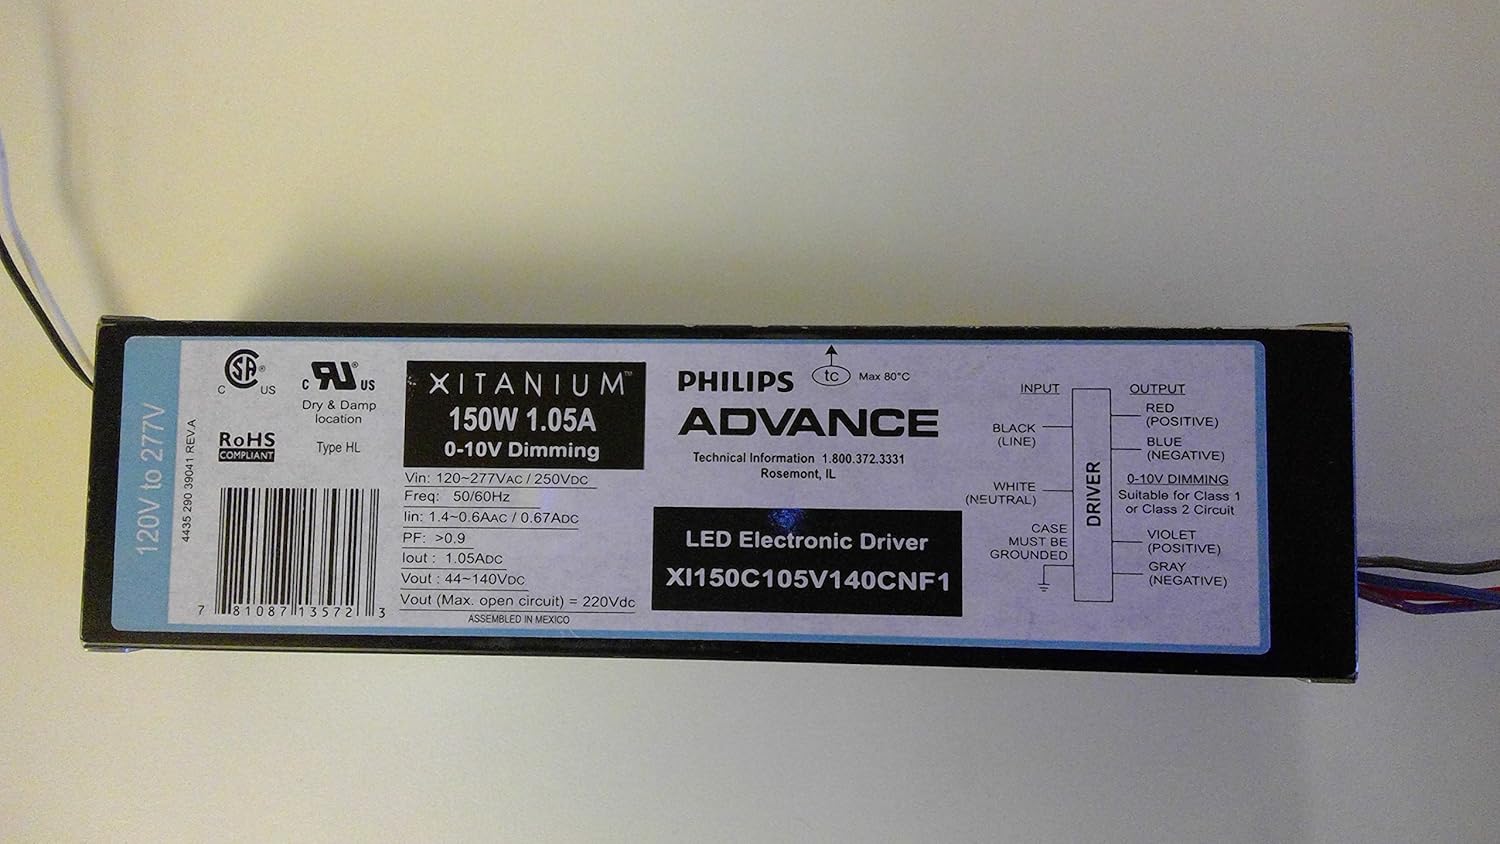 120V to 277V
4435 290 39041 REV.A
CSA®
C US
RoHS
COMPLIANT
C RU US
Dry & Damp
location
Type HL
7 81087 13572 3
XITANIUM™
150W 1.05A
0-10V Dimming
Vin: 120~277VAC / 250VDC
Freq: 50/60Hz
Iin: 1.4~0.6AAC / 0.67ADC
PF: >0.9
Iout : 1.05ADC
Vout : 44~140VDC
Vout (Max. open circuit) = 220Vdc
ASSEMBLED IN MEXICO
PHILIPS
ADVANCE
tc Max 80°C
Technical Information 1.800.372.3331
Rosemont, IL
LED Electronic Driver
XI150C105V140CNF1
INPUT
BLACK
(LINE)
WHITE
(NEUTRAL)
CASE
MUST BE
GROUNDED
DRIVER
OUTPUT
RED
(POSITIVE)
BLUE
(NEGATIVE)
0-10V DIMMING
Suitable for Class 1
or Class 2 Circuit
VIOLET
(POSITIVE)
GRAY
(NEGATIVE)